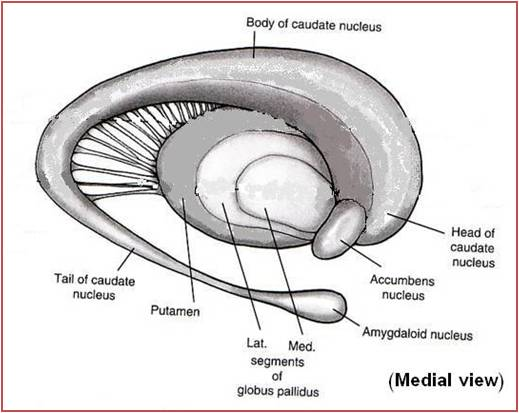 Body of caudate nucleus
Head of
caudate
nucleus
Accumbens
nucleus
Tail of caudate
nucleus
Putamen
Amygdaloid nucleus
Lat. Med.
segments
of
globus pallidus
(Medial view)